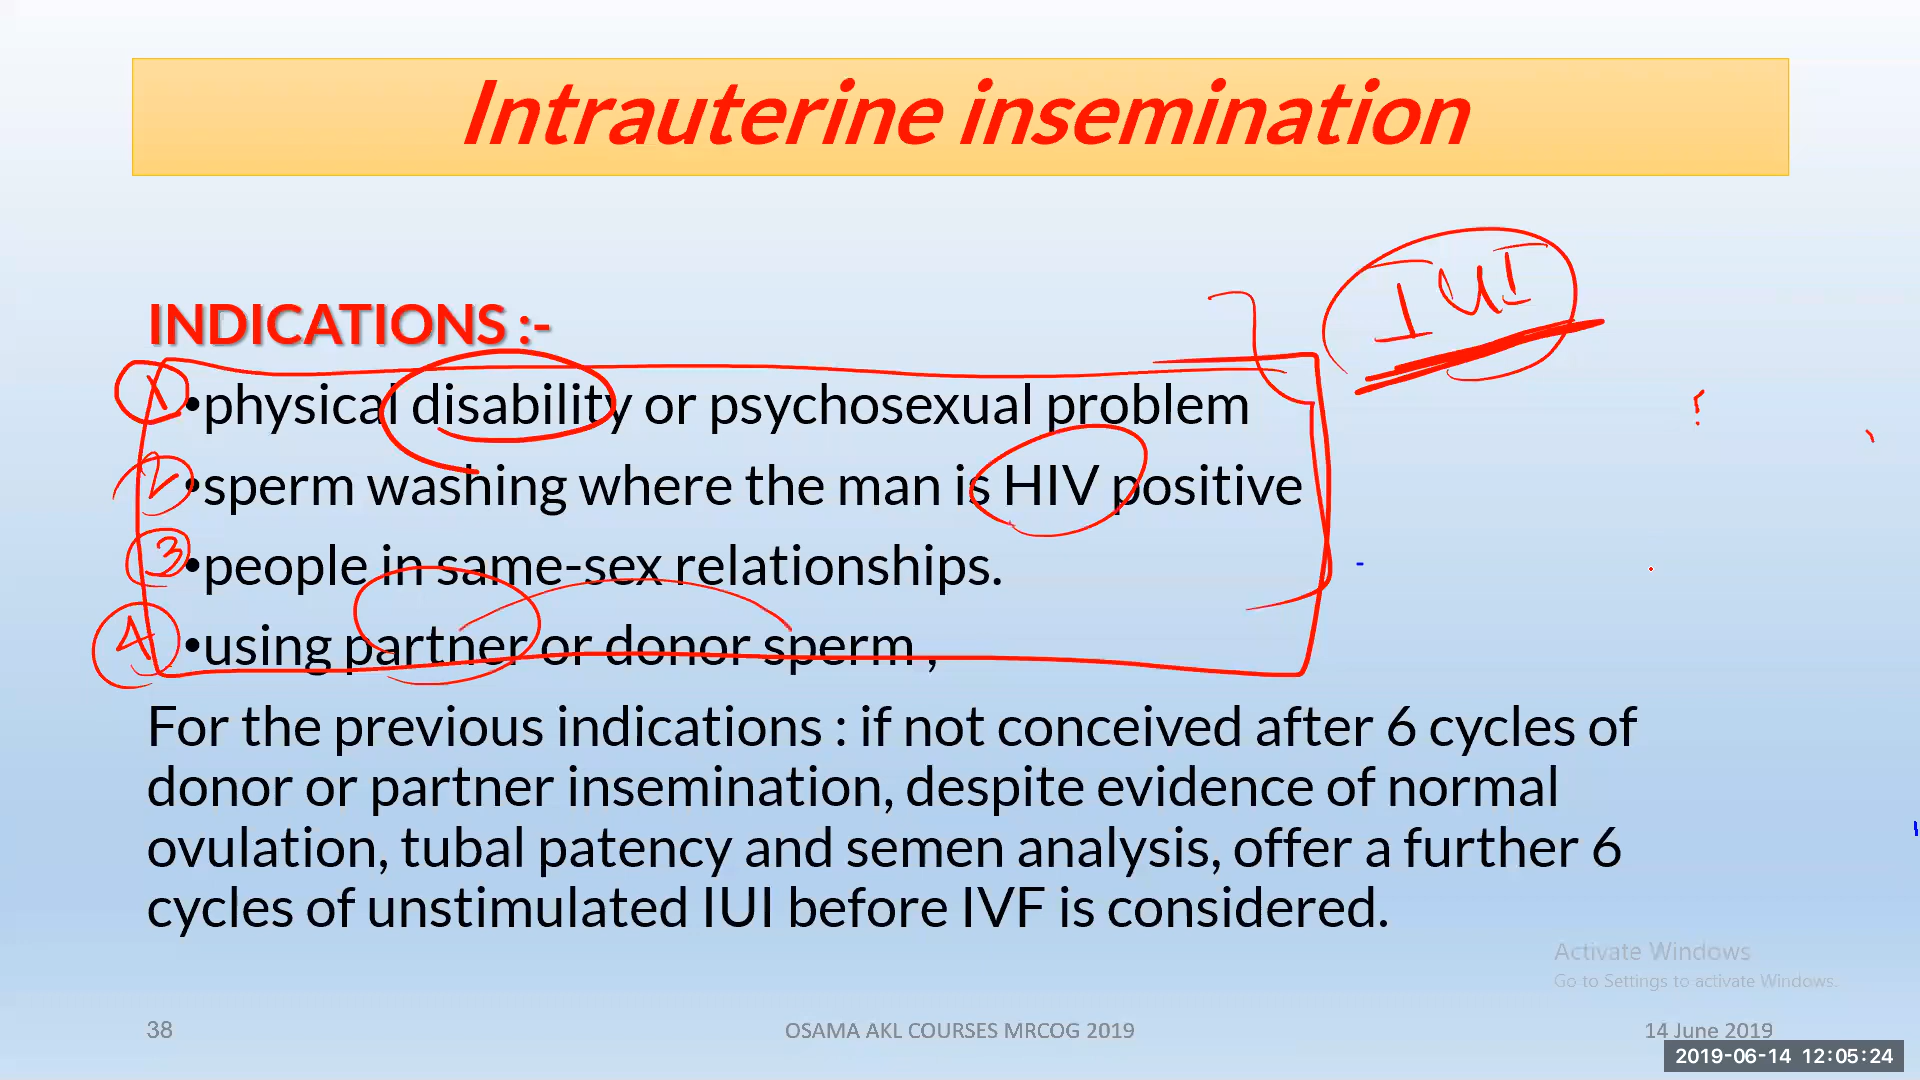 Intrauterine insemination
IUI
INDICATIONS :-
1 •physical disability or psychosexual problem
2 •sperm washing where the man is HIV positive
3 •people in same-sex relationships.
4 •using partner or donor sperm ,
For the previous indications : if not conceived after 6 cycles of
donor or partner insemination, despite evidence of normal
ovulation, tubal patency and semen analysis, offer a further 6
cycles of unstimulated IUI before IVF is considered.
Activate Windows
Go to Settings to activate Windows.
38
OSAMA AKL COURSES MRCOG 2019
14 June 2019
2019-06-14 12:05:24